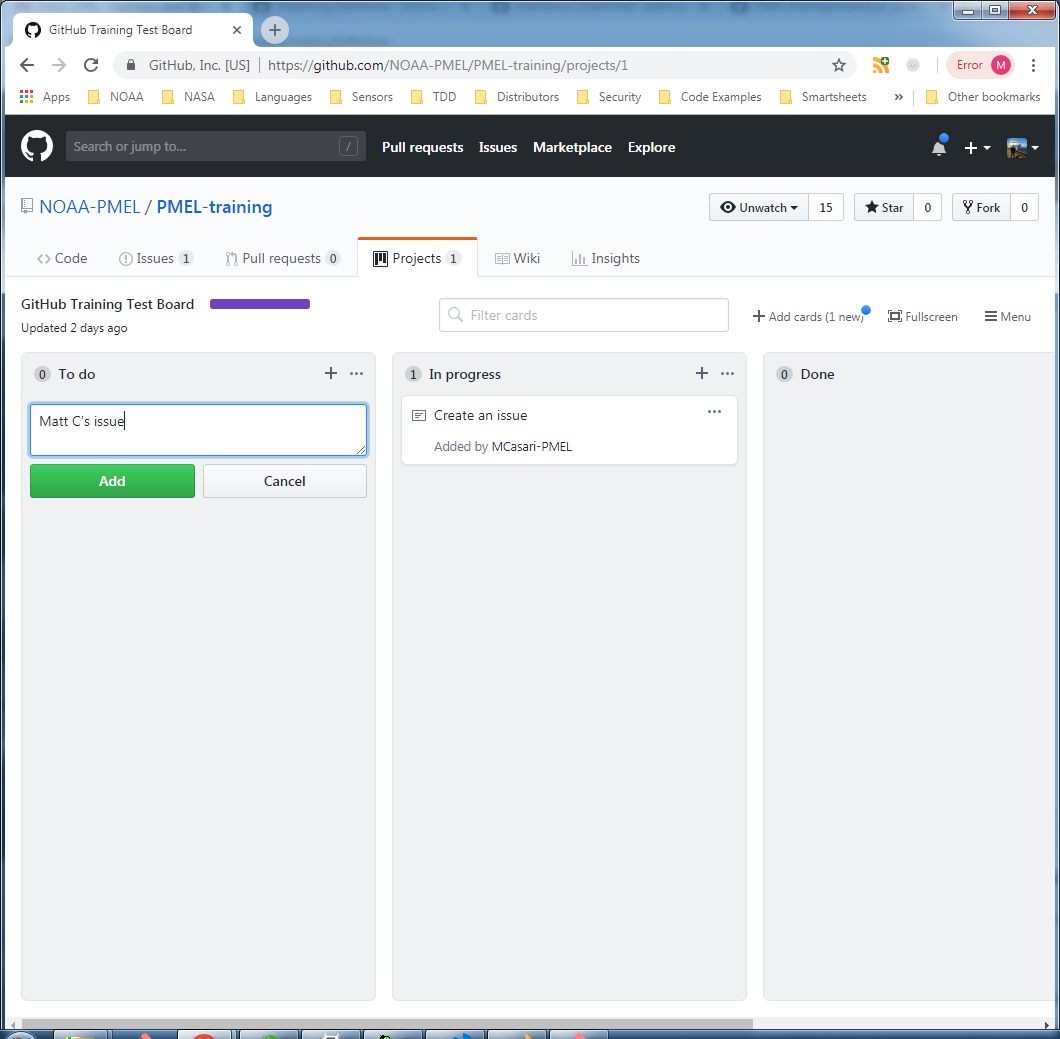 GitHub Training Test Board
GitHub, Inc. [US] | https://github.com/NOAA-PMEL/PMEL-training/projects/1
Error M
Apps NOAA NASA Languages Sensors TDD Distributors Security Code Examples Smartsheets » Other bookmarks
Search or jump to... / Pull requests Issues Marketplace Explore
NOAA-PMEL / PMEL-training
Unwatch 15 Star 0 Fork 0
Code Issues 1 Pull requests 0 Projects 1 Wiki Insights
GitHub Training Test Board
Updated 2 days ago
Filter cards
Add cards (1 new) Fullscreen Menu
0 To do
Matt C's issue
Add Cancel
1 In progress
Create an issue
Added by MCasari-PMEL
0 Done